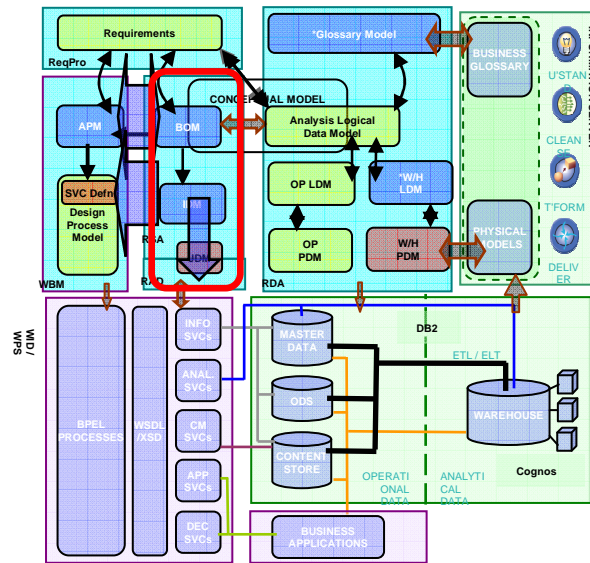 Requirements
ReqPro
*Glossary Model
BUSINESS
GLOSSARY
U'STAN
D
CLEAN
SE
T'FORM
DELIV
ER
CONCEPTUAL MODEL
APM
BOM
Analysis Logical
Data Model
SVC Defn
Design
Process
Model
OP LDM
*W/H
LDM
OP
PDM
W/H
PDM
PHYSICAL
MODELS
WBM
RSA
RAD
RDA
WID/
WPS
BPEL
PROCESSES
WSDL
/XSD
INFO
SVCs
ANAL.
SVCs
CM
SVCs
APP
SVCs
DEC
SVCs
MASTER
DATA
ODS
CONTENT
STORE
DB2
ETL / ELT
WAREHOUSE
Cognos
OPERATI
ONAL
DATA
ANALYTI
CAL DATA
BUSINESS
APPLICATIONS